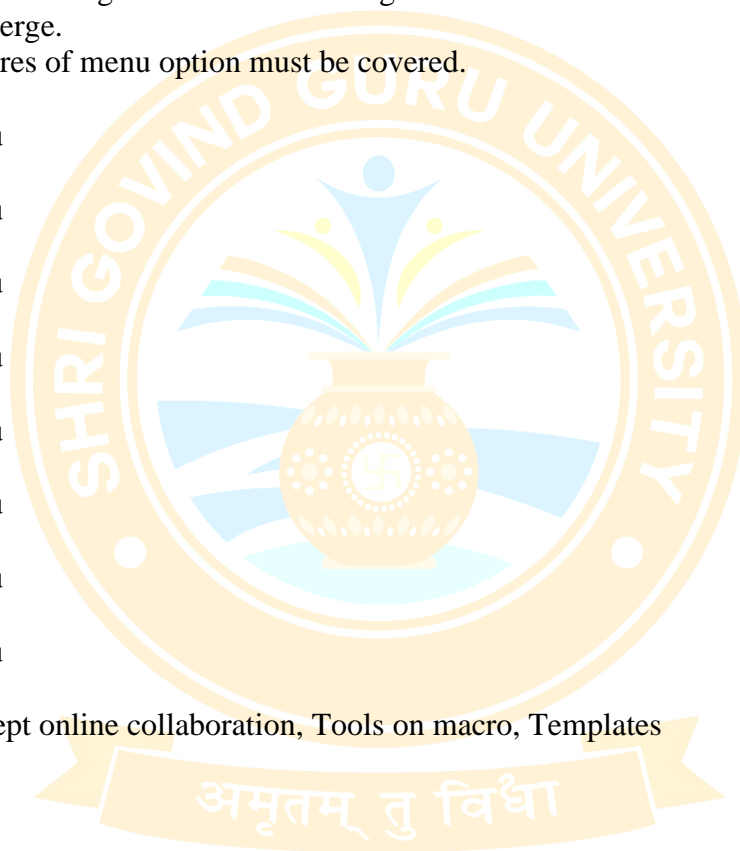 erge.
res of menu option must be covered.
SHRI GOVIND GURU UNIVERSITY
ept online collaboration, Tools on macro, Templates
अमृतम् तु विद्या